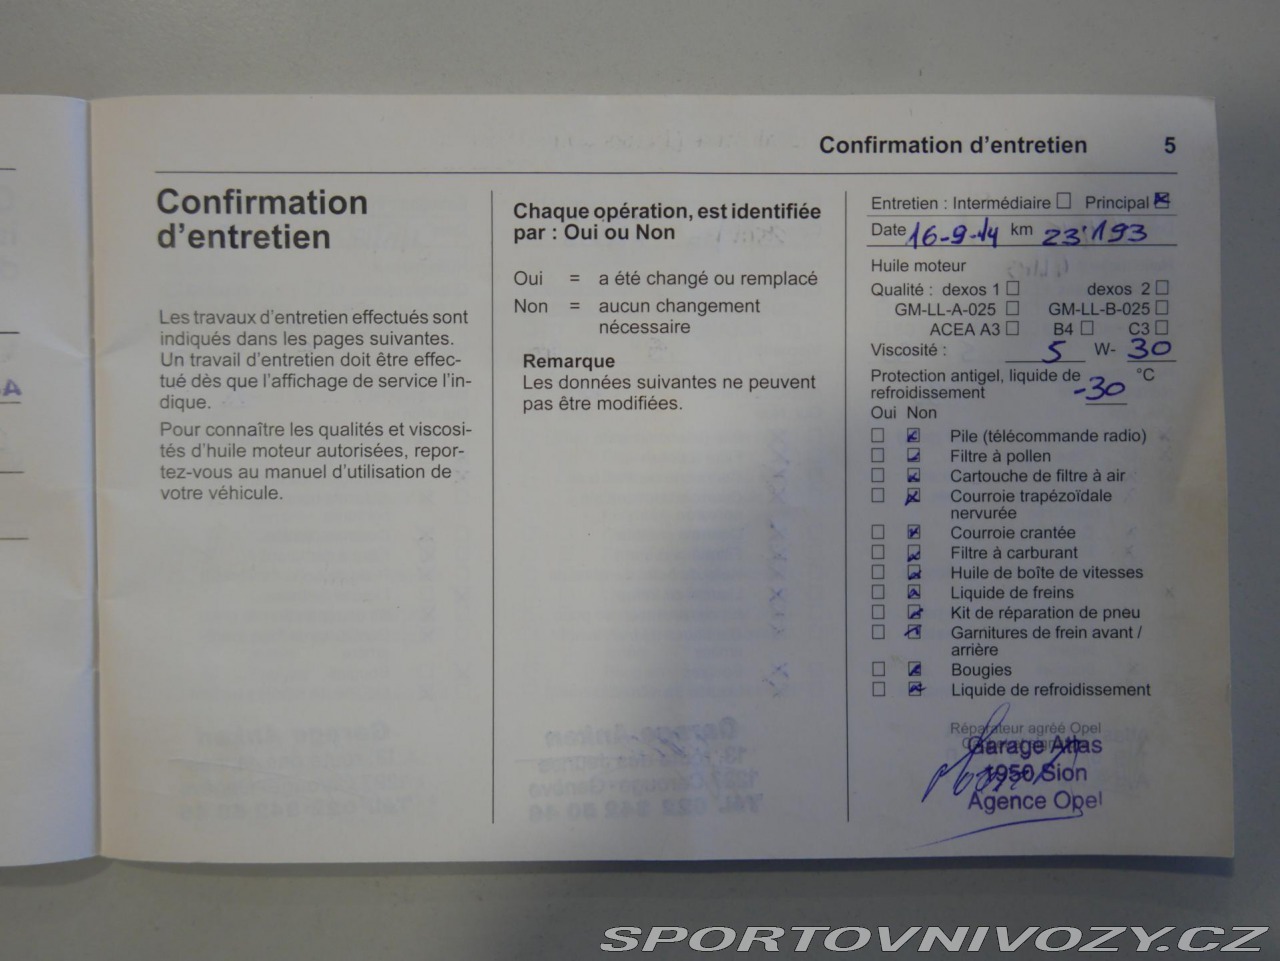 Confirmation d'entretien 5
Confirmation
d'entretien
Les travaux d'entretien effectués sont
indiqués dans les pages suivantes.
Un travail d'entretien doit être effec-
tué dès que l'affichage de service l'in-
dique.
Pour connaître les qualités et viscosi-
tés d'huile moteur autorisées, repor-
tez-vous au manuel d'utilisation de
votre véhicule.
Chaque opération, est identifiée
par : Oui ou Non
Oui = a été changé ou remplacé
Non = aucun changement
nécessaire
Remarque
Les données suivantes ne peuvent
pas être modifiées.
Entretien : Intermédiaire ☐ Principal ☒
Date 16-9-14 km 23'193
Huile moteur
Qualité : dexos 1 ☐ dexos 2 ☐
GM-LL-A-025 ☐ GM-LL-B-025 ☐
ACEA A3 ☐ B4 ☐ C3 ☐
Viscosité : 5 W- 30
Protection antigel, liquide de
refroidissement -30 °C
Oui Non
☐ ☒ Pile (télécommande radio)
☐ ☒ Filtre à pollen
☐ ☒ Cartouche de filtre à air
☐ ☒ Courroie trapézoïdale
nervurée
☐ ☒ Courroie crantée
☐ ☒ Filtre à carburant
☐ ☒ Huile de boîte de vitesses
☐ ☒ Liquide de freins
☐ ☒ Kit de réparation de pneu
☐ ☒ Garnitures de frein avant /
arrière
☐ ☒ Bougies
☐ ☒ Liquide de refroidissement
Réparateur agréé Opel
Garage Atlas
1950 Sion
Agence Opel
SPORTOVNIVOZY.CZ